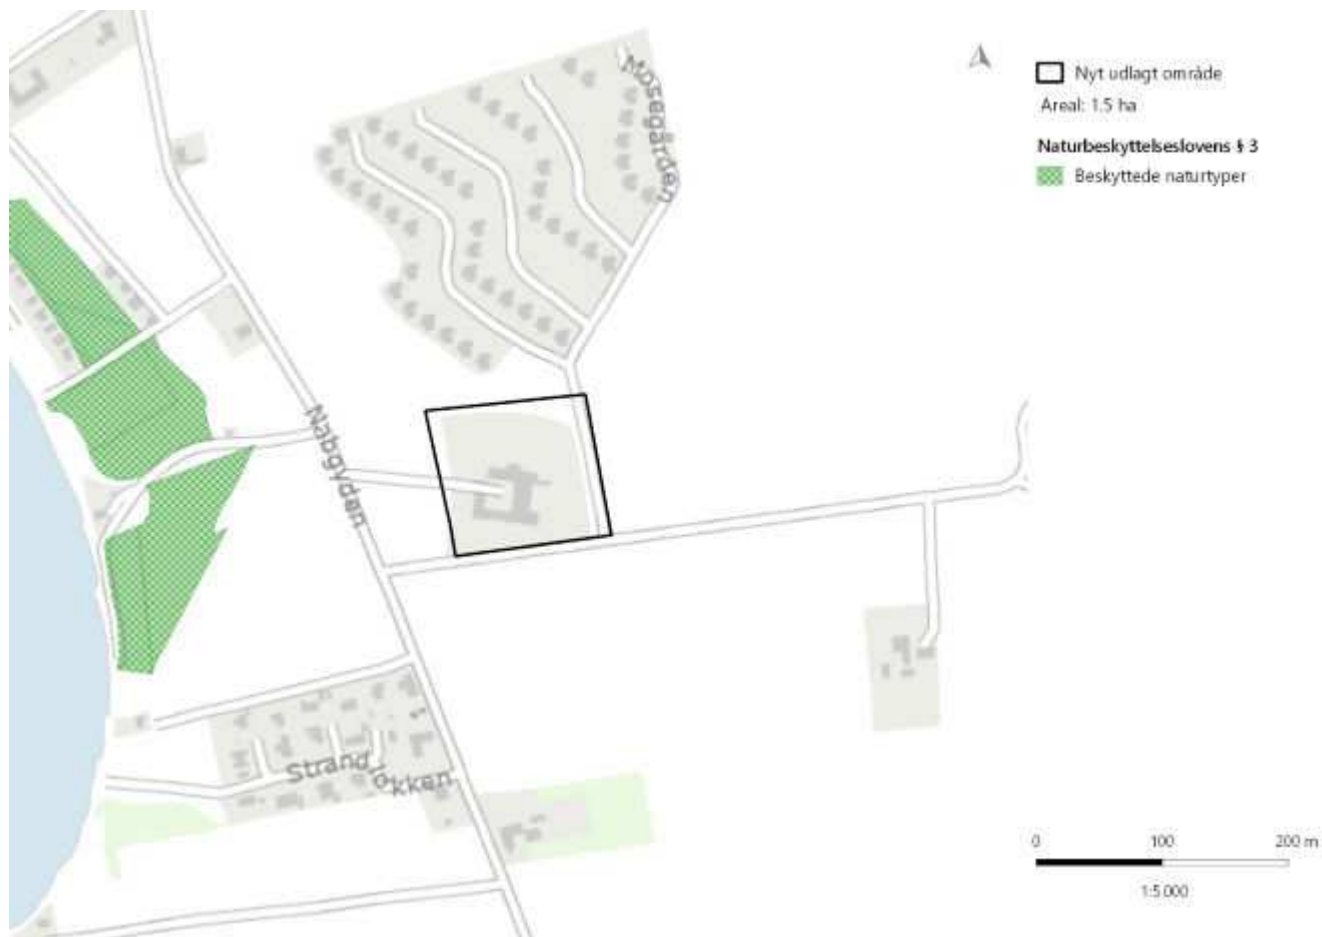 Mosegården
Nyt udlagt område
Areal: 1.5 ha
Naturbeskyttelseslovens § 3
Beskyttede naturtyper
Nabgyden
Strandløkken
0 100 200 m
1:5.000